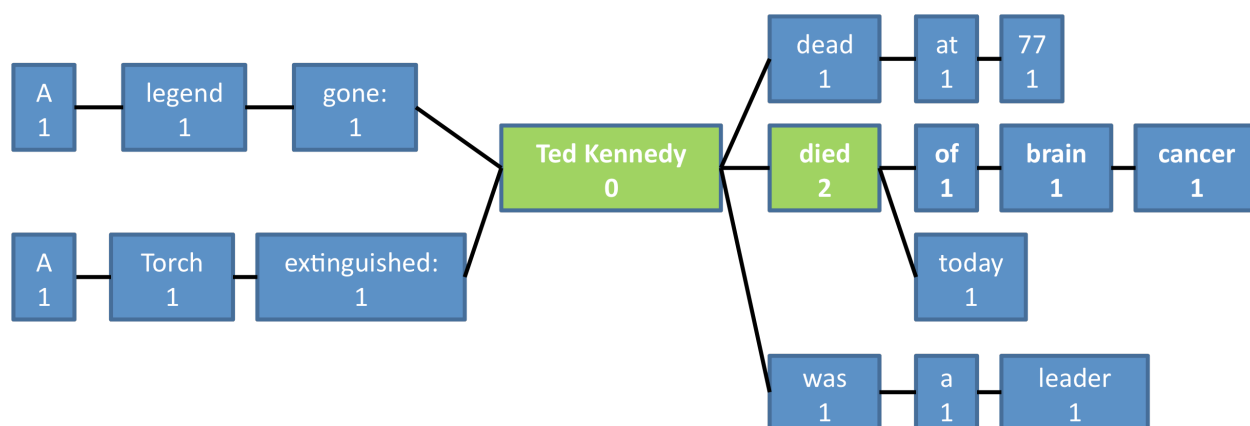 A
1
legend
1
gone:
1
A
1
Torch
1
extinguished:
1
Ted Kennedy
0
dead
1
at
1
77
1
died
2
of
1
brain
1
cancer
1
today
1
was
1
a
1
leader
1